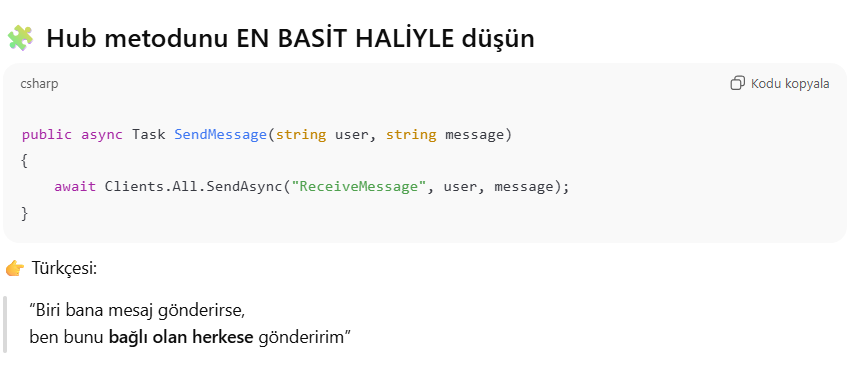 Hub metodunu EN BASİT HALİYLE düşün
csharp
Kodu kopyala
public async Task SendMessage(string user, string message)
{
    await Clients.All.SendAsync("ReceiveMessage", user, message);
}
👉 Türkçesi:
“Biri bana mesaj gönderirse,
ben bunu bağlı olan herkese gönderirim”